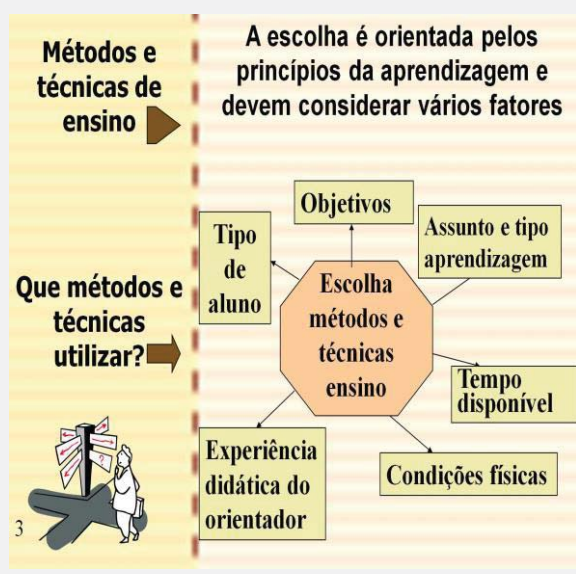 Métodos e
técnicas de
ensino
A escolha é orientada pelos
princípios da aprendizagem e
devem considerar vários fatores
Que métodos e
técnicas
utilizar?
Objetivos
Tipo
de
aluno
Assunto e tipo
aprendizagem
Escolha
métodos e
técnicas
ensino
Tempo
disponível
Experiência
didática do
orientador
Condições físicas
?
3